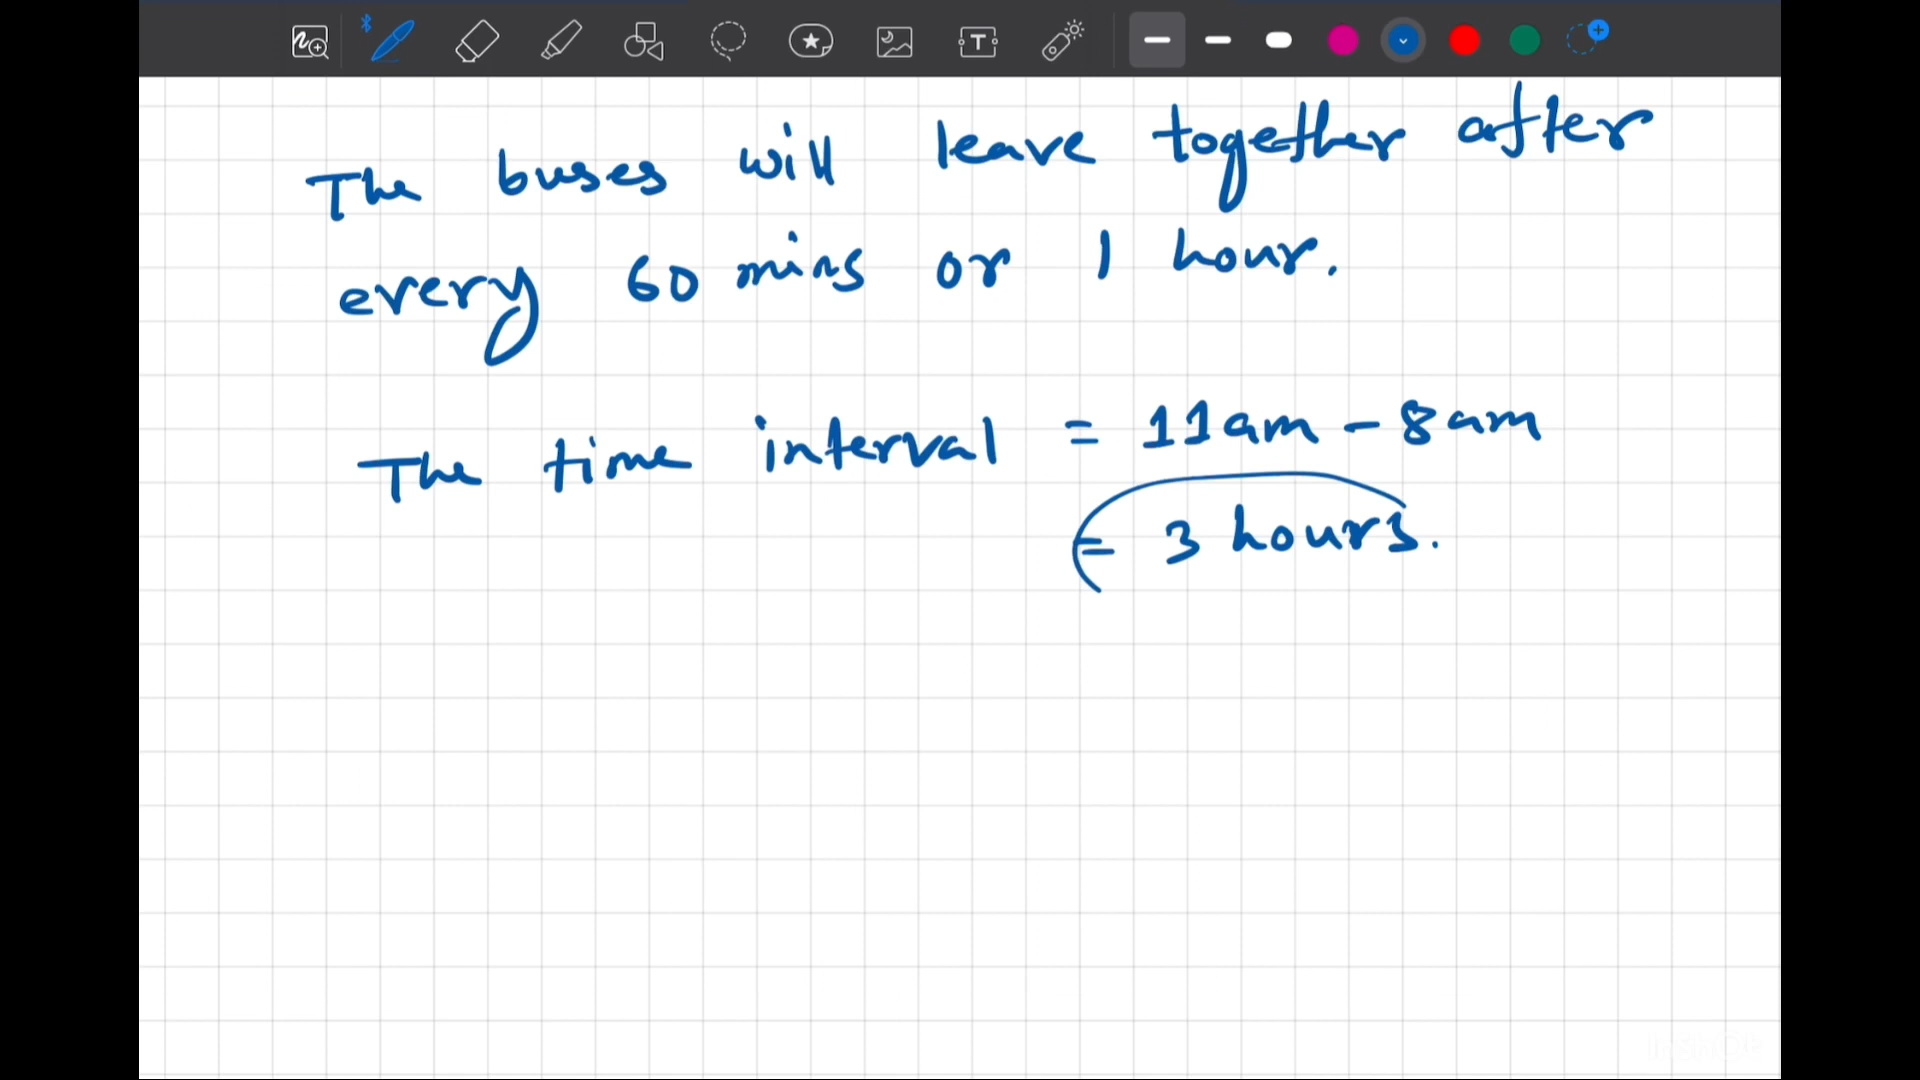 The buses will leave together after
every 60 mins or 1 hour.
The time interval = 11am - 8am
= 3 hours.